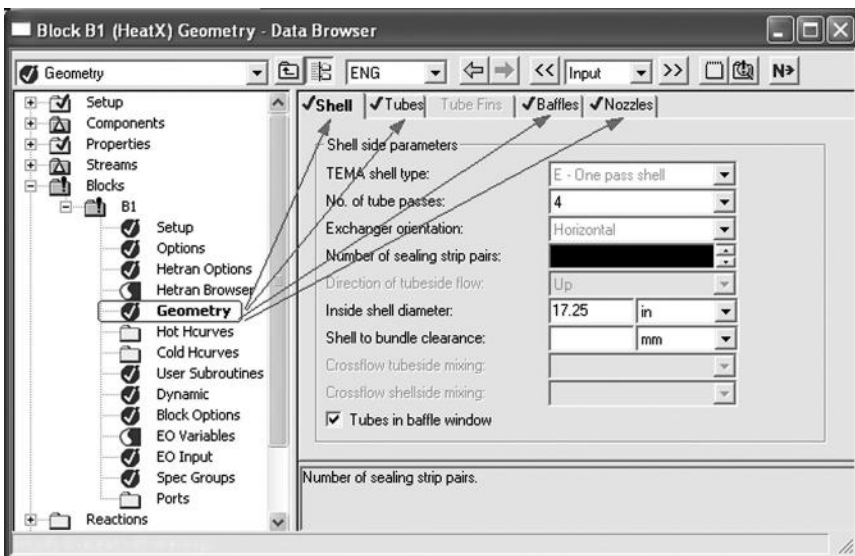 Block B1 (HeatX) Geometry - Data Browser
Geometry ENG Input N>
Setup
Components
Properties
Streams
Blocks
B1
Setup
Options
Hetran Options
Hetran Browser
Geometry
Hot Hcurves
Cold Hcurves
User Subroutines
Dynamic
Block Options
EO Variables
EO Input
Spec Groups
Ports
Reactions
Shell Tubes Tube Fins Baffles Nozzles
Shell side parameters
TEMA shell type: E - One pass shell
No. of tube passes: 4
Exchanger orientation: Horizontal
Number of sealing strip pairs:
Direction of tubeside flow: Up
Inside shell diameter: 17.25 in
Shell to bundle clearance: mm
Crossflow tubeside mixing:
Crossflow shellside mixing:
Tubes in baffle window
Number of sealing strip pairs.